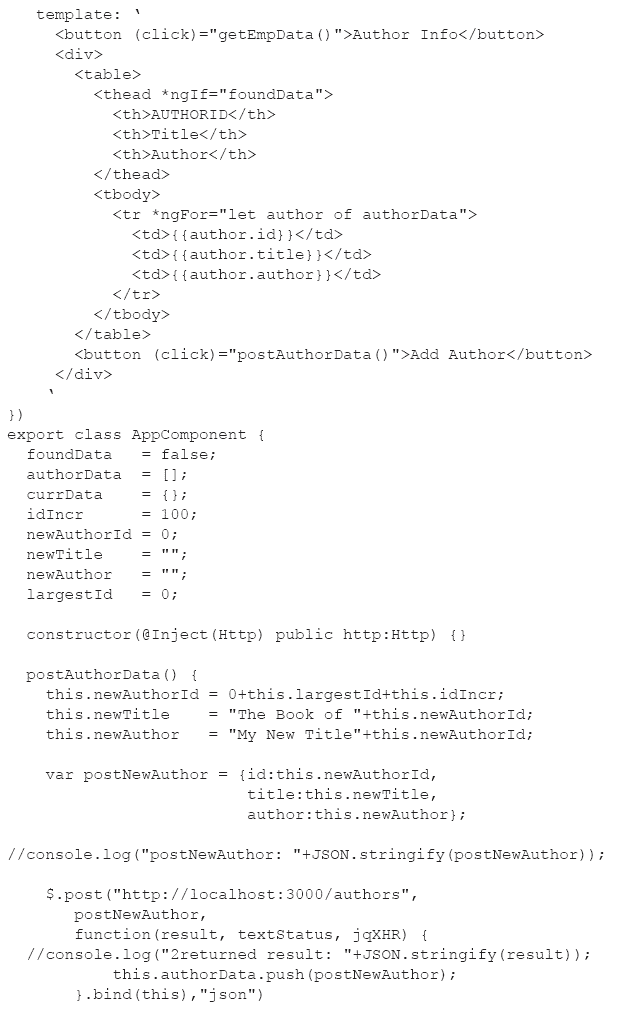 template: ‘
<button (click)="getEmpData()">Author Info</button>
<div>
<table>
<thead *ngIf="foundData">
<th>AUTHORID</th>
<th>Title</th>
<th>Author</th>
</thead>
<tbody>
<tr *ngFor="let author of authorData">
<td>{{author.id}}</td>
<td>{{author.title}}</td>
<td>{{author.author}}</td>
</tr>
</tbody>
</table>
<button (click)="postAuthorData()">Add Author</button>
</div>
‘
})
export class AppComponent {
foundData   = false;
authorData  = [];
currData    = {};
idIncr      = 100;
newAuthorId = 0;
newTitle    = "";
newAuthor   = "";
largestId   = 0;
constructor(@Inject(Http) public http:Http) {}
postAuthorData() {
this.newAuthorId = 0+this.largestId+this.idIncr;
this.newTitle    = "The Book of "+this.newAuthorId;
this.newAuthor   = "My New Title"+this.newAuthorId;
var postNewAuthor = {id:this.newAuthorId,
title:this.newTitle,
author:this.newAuthor};
//console.log("postNewAuthor: "+JSON.stringify(postNewAuthor));
$.post("http://localhost:3000/authors",
postNewAuthor,
function(result, textStatus, jqXHR) {
//console.log("2returned result: "+JSON.stringify(result));
this.authorData.push(postNewAuthor);
}.bind(this),"json")